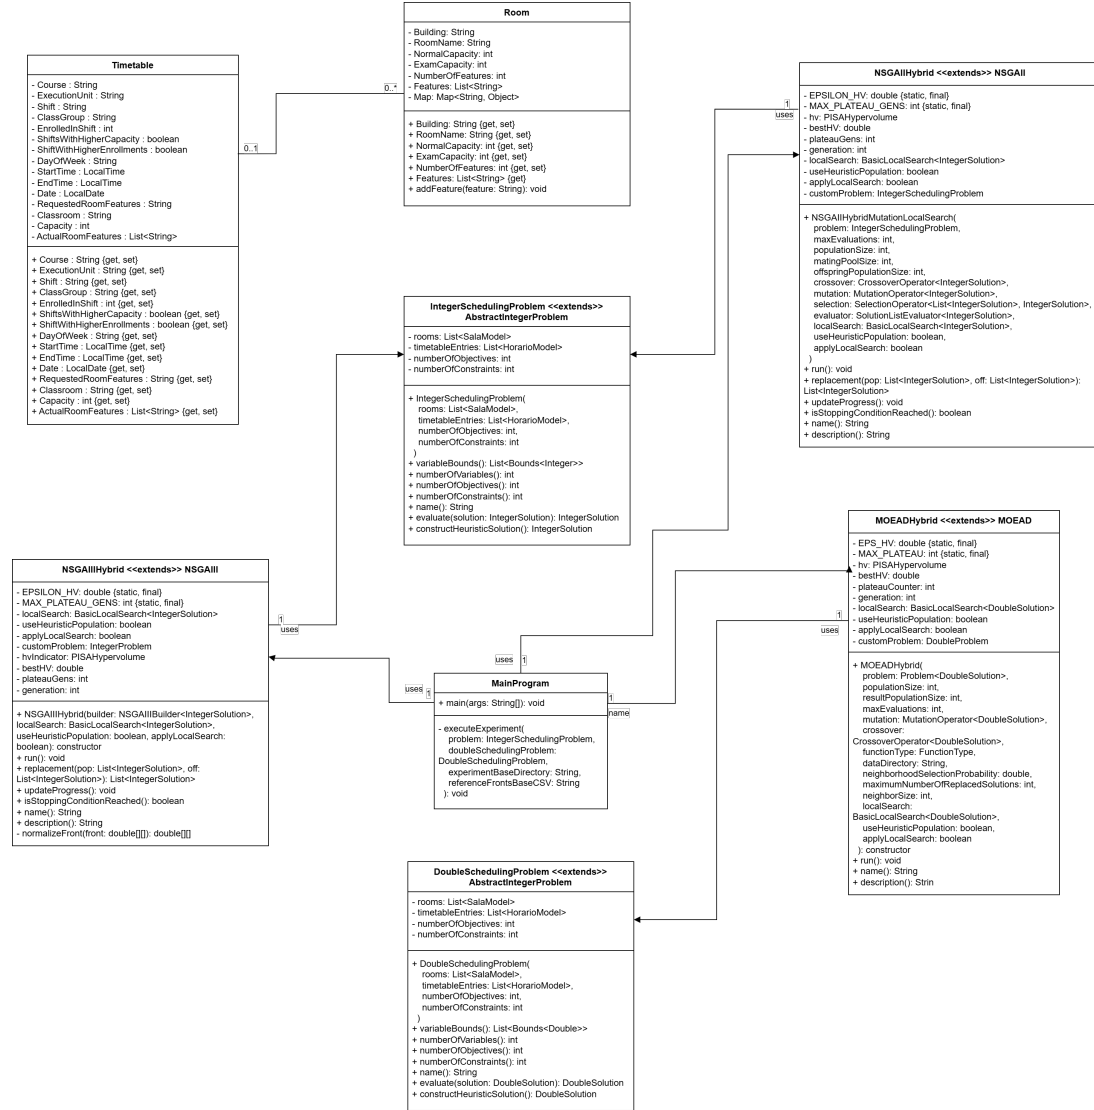 Room
- Building: String
- RoomName: String
- NormalCapacity: int
- ExamCapacity: int
- NumberOfFeatures: int
- Features: List<String>
- Map: Map<String, Object>
+ Building: String {get, set}
+ RoomName: String {get, set}
+ NormalCapacity: int {get, set}
+ ExamCapacity: int {get, set}
+ NumberOfFeatures: int {get, set}
+ Features: List<String> {get}
+ addFeature(feature: String): void
0..*
0..1
Timetable
- Course : String
- ExecutionUnit : String
- Shift : String
- ClassGroup : String
- EnrolledInShift : int
- ShiftsWithHigherCapacity : boolean
- ShiftWithHigherEnrollments : boolean
- DayOfWeek : String
- StartTime : LocalTime
- EndTime : LocalTime
- Date : LocalDate
- RequestedRoomFeatures : String
- Classroom : String
- Capacity : int
- ActualRoomFeatures : List<String>
+ Course : String {get, set}
+ ExecutionUnit : String {get, set}
+ Shift : String {get, set}
+ ClassGroup : String {get, set}
+ EnrolledInShift : int {get, set}
+ ShiftsWithHigherCapacity : boolean {get, set}
+ ShiftWithHigherEnrollments : boolean {get, set}
+ DayOfWeek : String {get, set}
+ StartTime : LocalTime {get, set}
+ EndTime : LocalTime {get, set}
+ Date : LocalDate {get, set}
+ RequestedRoomFeatures : String {get, set}
+ Classroom : String {get, set}
+ Capacity : int {get, set}
+ ActualRoomFeatures : List<String> {get, set}
NSGAIIHybrid <<extends>> NSGAII
- EPSILON_HV: double {static, final}
- MAX_PLATEAU_GENS: int {static, final}
- hv: PISAHypervolume
- bestHV: double
- plateauGens: int
- generation: int
- localSearch: BasicLocalSearch<IntegerSolution>
- useHeuristicPopulation: boolean
- applyLocalSearch: boolean
- customProblem: IntegerSchedulingProblem
+ NSGAIIHybridMutationLocalSearch(
problem: IntegerSchedulingProblem,
maxEvaluations: int,
populationSize: int,
matingPoolSize: int,
offspringPopulationSize: int,
crossover: CrossoverOperator<IntegerSolution>,
mutation: MutationOperator<IntegerSolution>,
selection: SelectionOperator<List<IntegerSolution>, IntegerSolution>,
evaluator: SolutionListEvaluator<IntegerSolution>,
localSearch: BasicLocalSearch<IntegerSolution>,
useHeuristicPopulation: boolean,
applyLocalSearch: boolean
)
+ run(): void
+ replacement(pop: List<IntegerSolution>, off: List<IntegerSolution>):
List<IntegerSolution>
+ updateProgress(): void
+ isStoppingConditionReached(): boolean
+ name(): String
+ description(): String
1
uses
IntegerSchedulingProblem <<extends>>
AbstractIntegerProblem
- rooms: List<SalaModel>
- timetableEntries: List<HorarioModel>
- numberOfObjectives: int
- numberOfConstraints: int
+ IntegerSchedulingProblem(
rooms: List<SalaModel>,
timetableEntries: List<HorarioModel>,
numberOfObjectives: int,
numberOfConstraints: int
)
+ variableBounds(): List<Bounds<Integer>>
+ numberOfVariables(): int
+ numberOfObjectives(): int
+ numberOfConstraints(): int
+ name(): String
+ evaluate(solution: IntegerSolution): IntegerSolution
+ constructHeuristicSolution(): IntegerSolution
NSGAIIIHybrid <<extends>> NSGAIII
- EPSILON_HV: double {static, final}
- MAX_PLATEAU_GENS: int {static, final}
- localSearch: BasicLocalSearch<IntegerSolution>
- useHeuristicPopulation: boolean
- applyLocalSearch: boolean
- customProblem: IntegerProblem
- hvIndicator: PISAHypervolume
- bestHV: double
- plateauGens: int
- generation: int
+ NSGAIIIHybrid(builder: NSGAIIIBuilder<IntegerSolution>,
localSearch: BasicLocalSearch<IntegerSolution>,
useHeuristicPopulation: boolean, applyLocalSearch:
boolean): constructor
+ run(): void
+ replacement(pop: List<IntegerSolution>, off:
List<IntegerSolution>): List<IntegerSolution>
+ updateProgress(): void
+ isStoppingConditionReached(): boolean
+ name(): String
+ description(): String
- normalizeFront(front: double[][]): double[][]
1
uses
uses
1
uses
1
MainProgram
+ main(args: String[]): void
- executeExperiment(
problem: IntegerSchedulingProblem,
doubleSchedulingProblem:
DoubleSchedulingProblem,
experimentBaseDirectory: String,
referenceFrontsBaseCSV: String
): void
1
name
MOEADHybrid <<extends>> MOEAD
- EPS_HV: double {static, final}
- MAX_PLATEAU: int {static, final}
- hv: PISAHypervolume
- bestHV: double
- plateauCounter: int
- generation: int
- localSearch: BasicLocalSearch<DoubleSolution>
- useHeuristicPopulation: boolean
- applyLocalSearch: boolean
- customProblem: DoubleProblem
+ MOEADHybrid(
problem: Problem<DoubleSolution>,
populationSize: int,
resultPopulationSize: int,
maxEvaluations: int,
mutation: MutationOperator<DoubleSolution>,
crossover:
CrossoverOperator<DoubleSolution>,
functionType: FunctionType,
dataDirectory: String,
neighborhoodSelectionProbability: double,
maximumNumberOfReplacedSolutions: int,
neighborSize: int,
localSearch:
BasicLocalSearch<DoubleSolution>,
useHeuristicPopulation: boolean,
applyLocalSearch: boolean
): constructor
+ run(): void
+ name(): String
+ description(): Strin
1
uses
DoubleSchedulingProblem <<extends>>
AbstractIntegerProblem
- rooms: List<SalaModel>
- timetableEntries: List<HorarioModel>
- numberOfObjectives: int
- numberOfConstraints: int
+ DoubleSchedulingProblem(
rooms: List<SalaModel>,
timetableEntries: List<HorarioModel>,
numberOfObjectives: int,
numberOfConstraints: int
)
+ variableBounds(): List<Bounds<Double>>
+ numberOfVariables(): int
+ numberOfObjectives(): int
+ numberOfConstraints(): int
+ name(): String
+ evaluate(solution: DoubleSolution): DoubleSolution
+ constructHeuristicSolution(): DoubleSolution